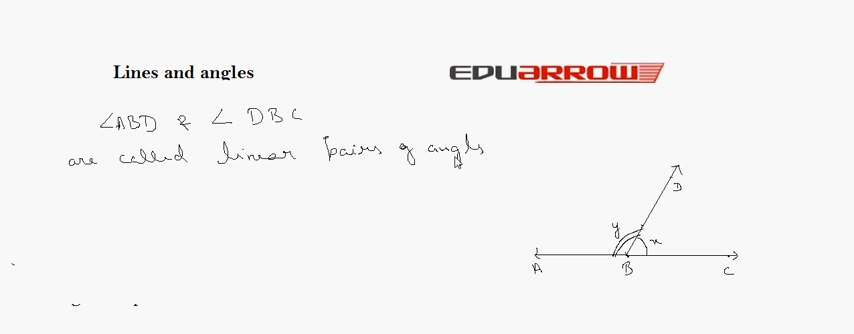 Lines and angles
EDUARROW
∠ABD & ∠DBC
are called linear pairs of angles
D
y
x
A B C